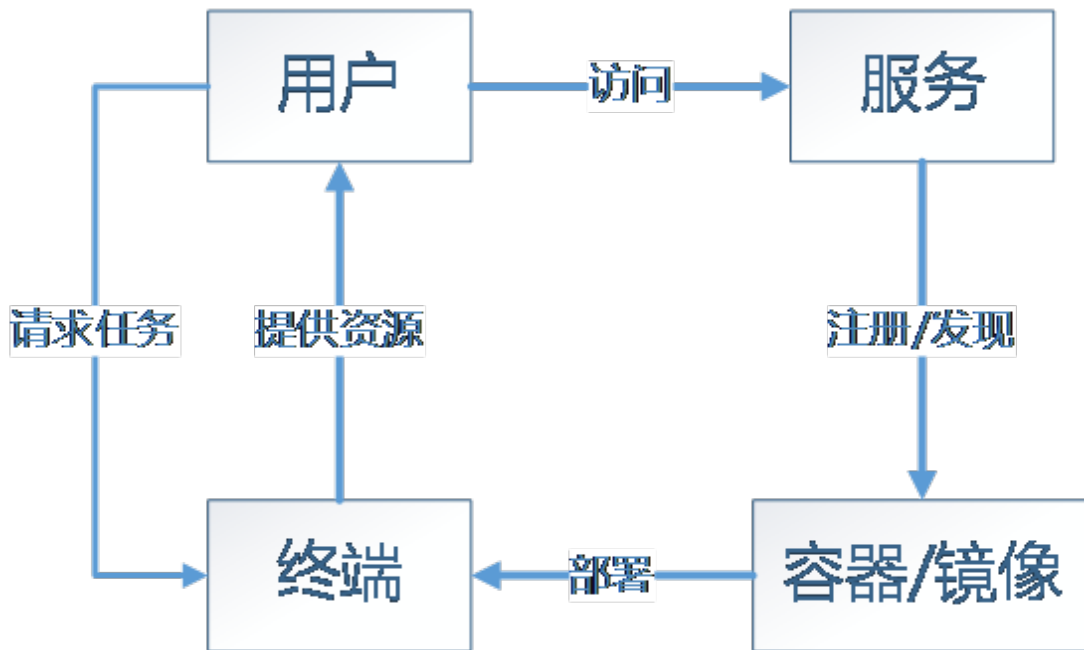 用户
访问
服务
请求任务
提供资源
注册/发现
终端
部署
容器/镜像